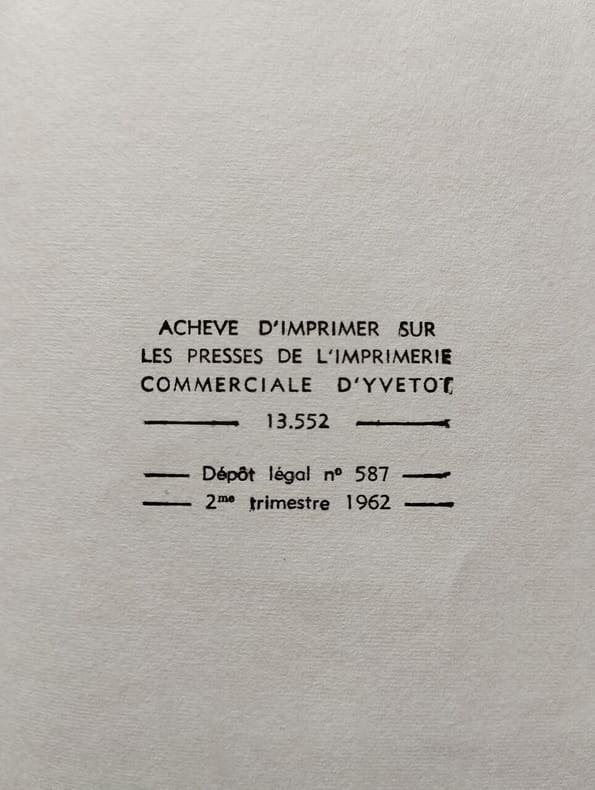 ACHEVE D'IMPRIMER SUR
LES PRESSES DE L'IMPRIMERIE
COMMERCIALE D'YVETOT
— 13.552 —
— Dépôt légal nº 587 —
— 2ᵐᵉ trimestre 1962 —